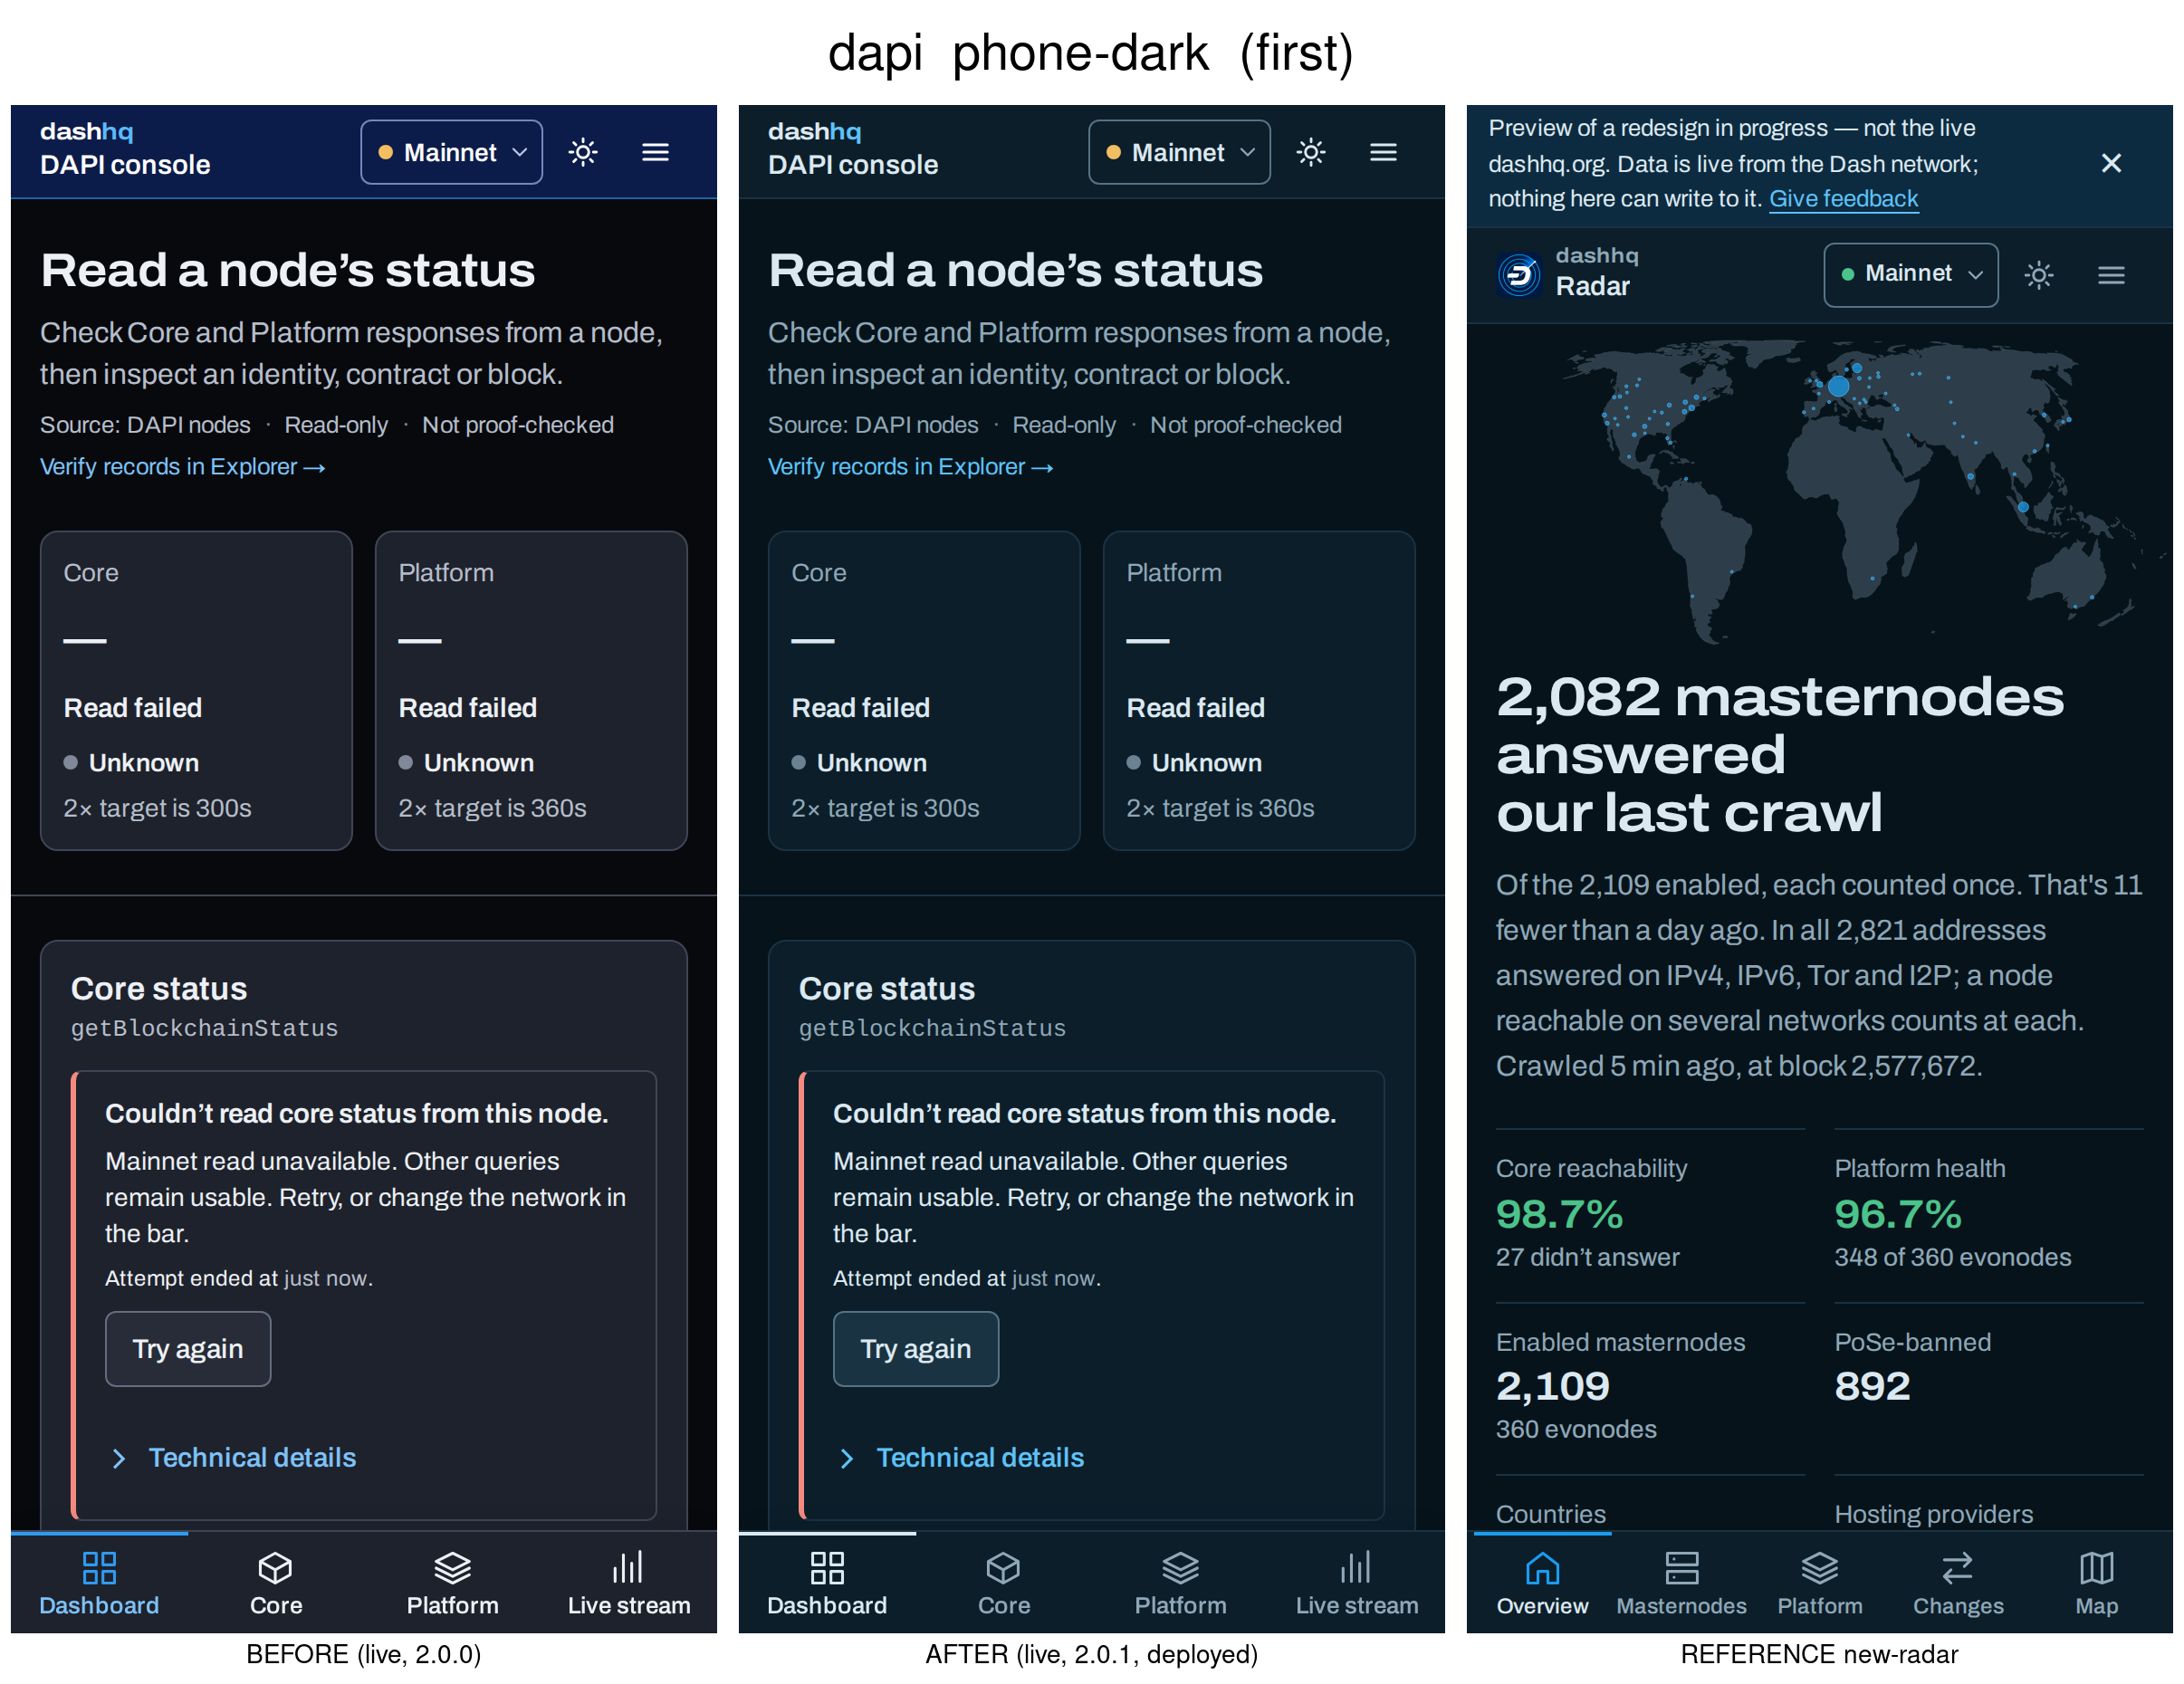 dapi phone-dark (first)
dashhq
DAPI console
Mainnet
Read a node’s status
Check Core and Platform responses from a node,
then inspect an identity, contract or block.
Source: DAPI nodes · Read-only · Not proof-checked
Verify records in Explorer →
Core
—
Read failed
Unknown
2× target is 300s
Platform
—
Read failed
Unknown
2× target is 360s
Core status
getBlockchainStatus
Couldn’t read core status from this node.
Mainnet read unavailable. Other queries
remain usable. Retry, or change the network in
the bar.
Attempt ended at just now.
Try again
Technical details
Dashboard
Core
Platform
Live stream
BEFORE (live, 2.0.0)
dashhq
DAPI console
Mainnet
Read a node’s status
Check Core and Platform responses from a node,
then inspect an identity, contract or block.
Source: DAPI nodes · Read-only · Not proof-checked
Verify records in Explorer →
Core
—
Read failed
Unknown
2× target is 300s
Platform
—
Read failed
Unknown
2× target is 360s
Core status
getBlockchainStatus
Couldn’t read core status from this node.
Mainnet read unavailable. Other queries
remain usable. Retry, or change the network in
the bar.
Attempt ended at just now.
Try again
Technical details
Dashboard
Core
Platform
Live stream
AFTER (live, 2.0.1, deployed)
Preview of a redesign in progress — not the live
dashhq.org. Data is live from the Dash network;
nothing here can write to it. Give feedback
dashhq
Radar
Mainnet
2,082 masternodes
answered
our last crawl
Of the 2,109 enabled, each counted once. That's 11
fewer than a day ago. In all 2,821 addresses
answered on IPv4, IPv6, Tor and I2P; a node
reachable on several networks counts at each.
Crawled 5 min ago, at block 2,577,672.
Core reachability
98.7%
27 didn’t answer
Platform health
96.7%
348 of 360 evonodes
Enabled masternodes
2,109
360 evonodes
PoSe-banned
892
Countries
Hosting providers
Overview
Masternodes
Platform
Changes
Map
REFERENCE new-radar